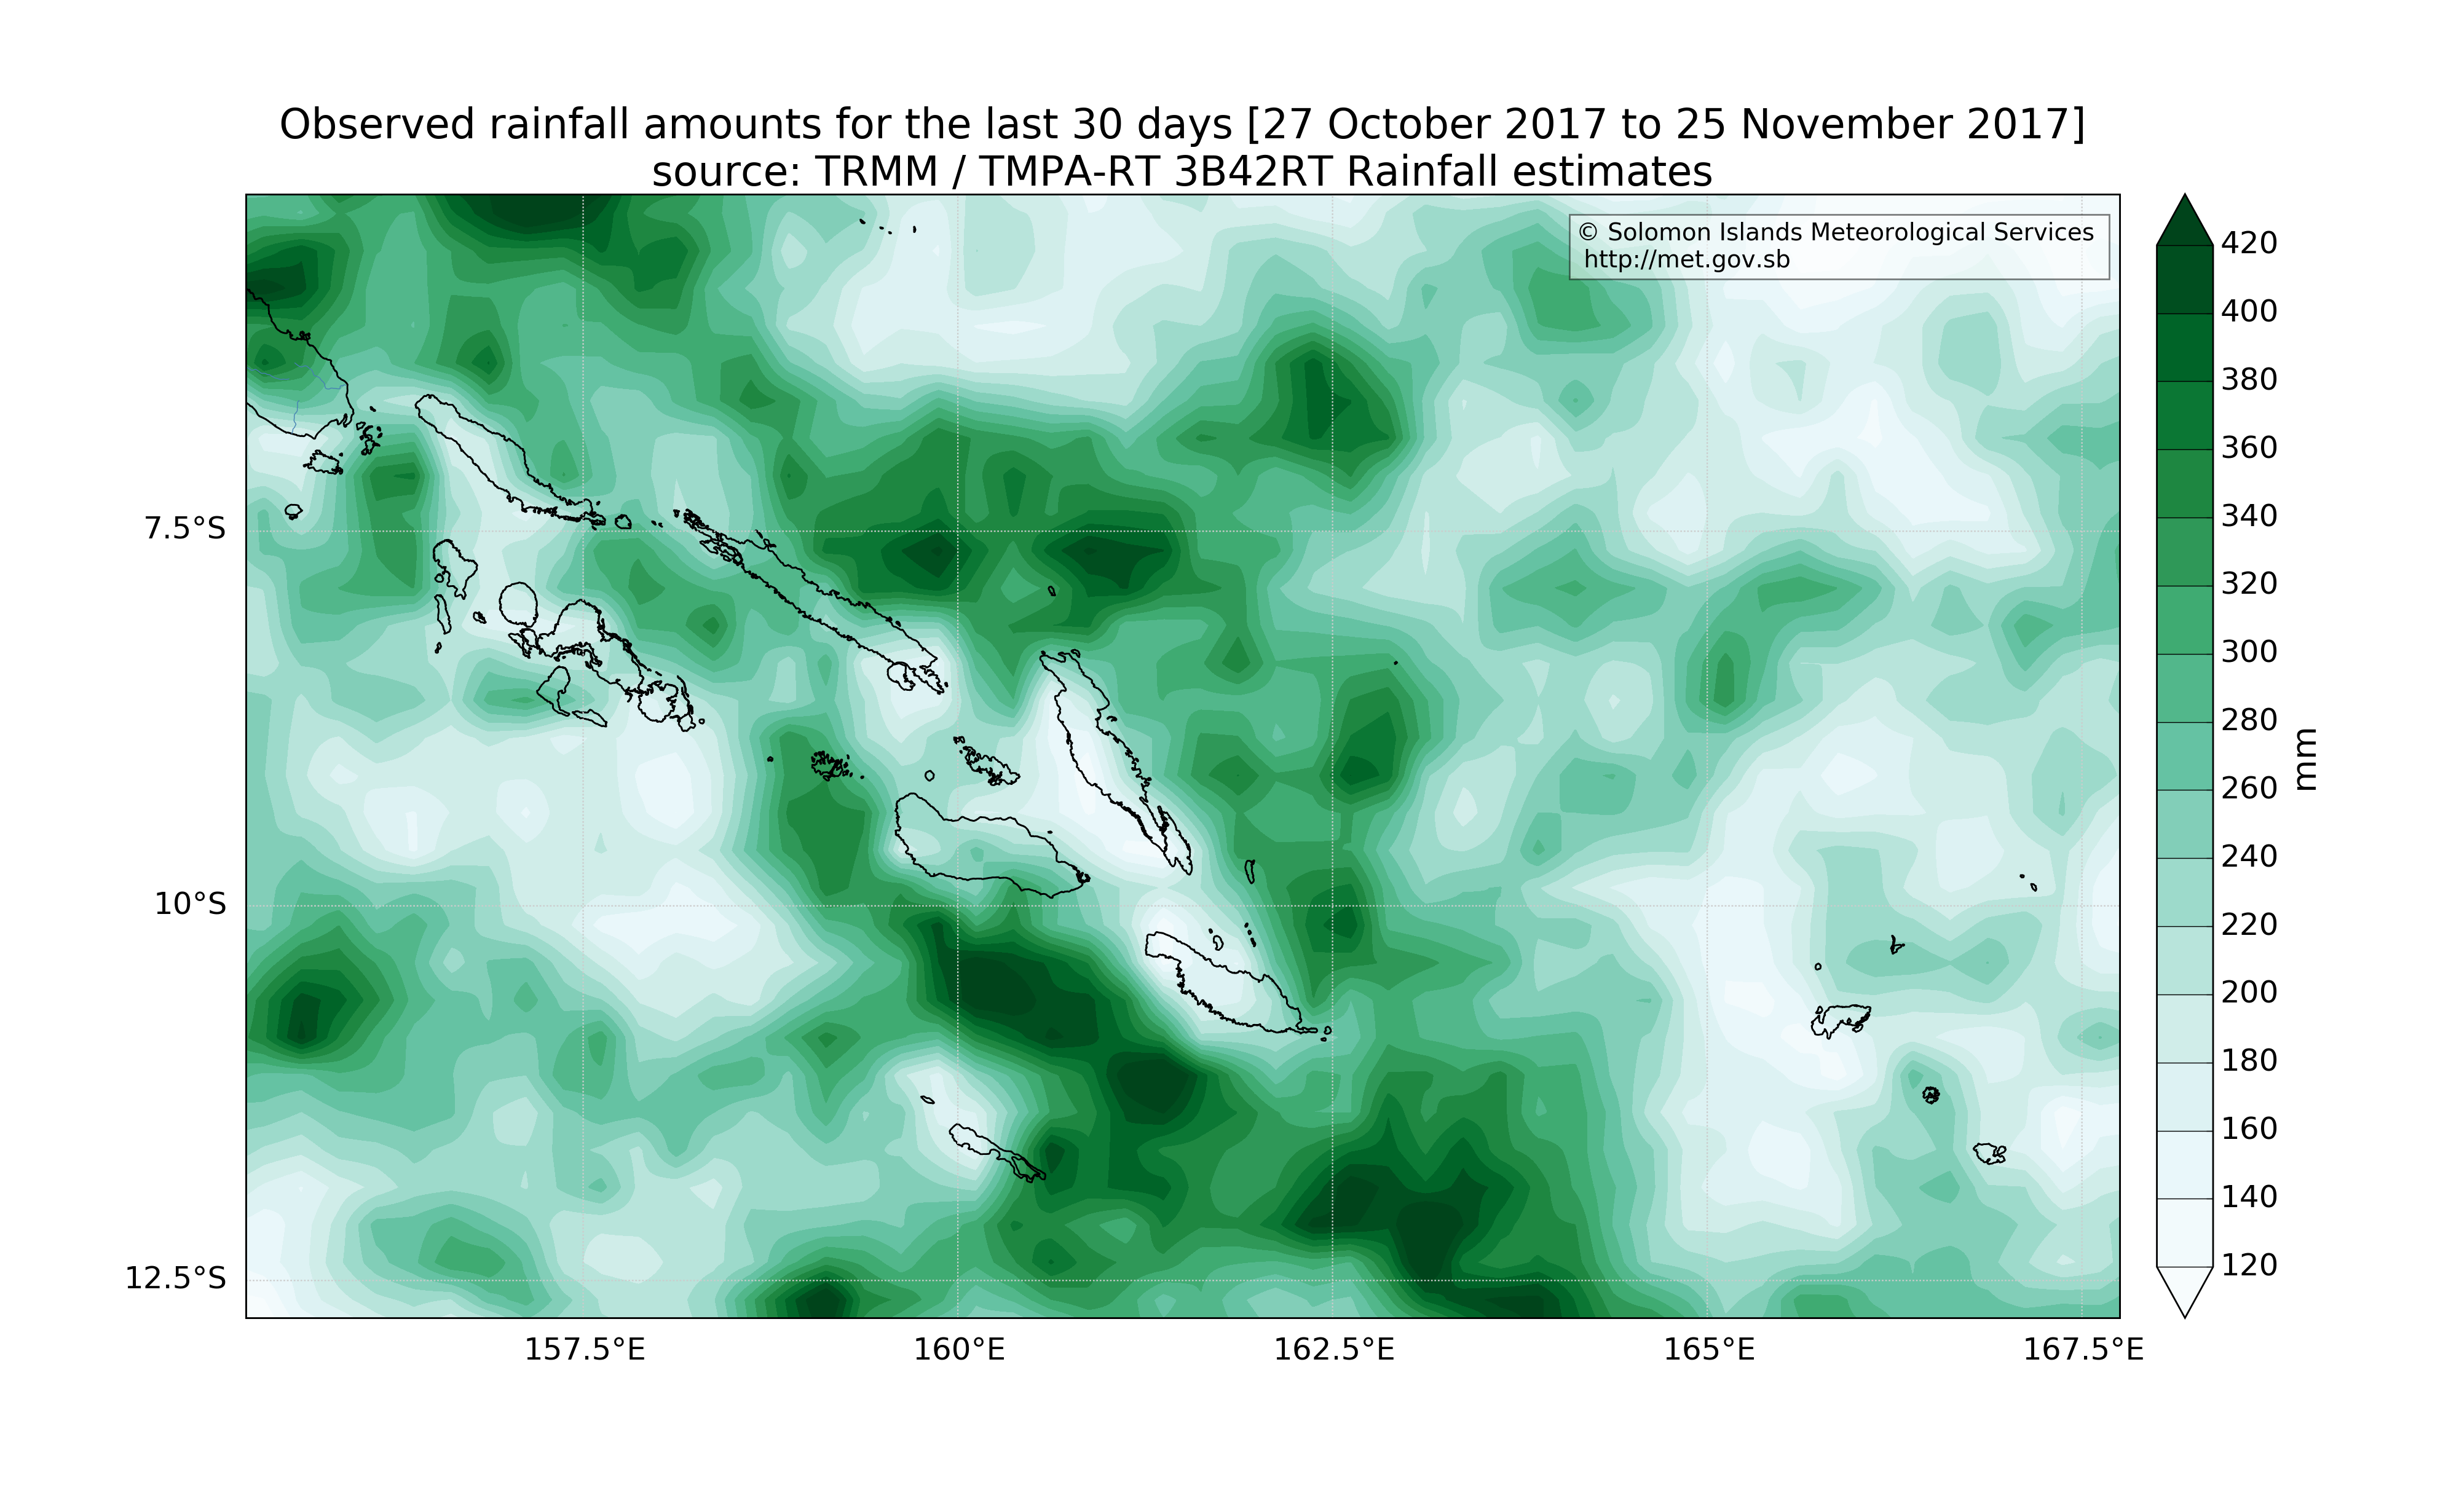 Observed rainfall amounts for the last 30 days [27 October 2017 to 25 November 2017]
source: TRMM / TMPA-RT 3B42RT Rainfall estimates
© Solomon Islands Meteorological Services
http://met.gov.sb
7.5°S
10°S
12.5°S
157.5°E
160°E
162.5°E
165°E
167.5°E
420
400
380
360
340
320
300
280
260
240
220
200
180
160
140
120
mm